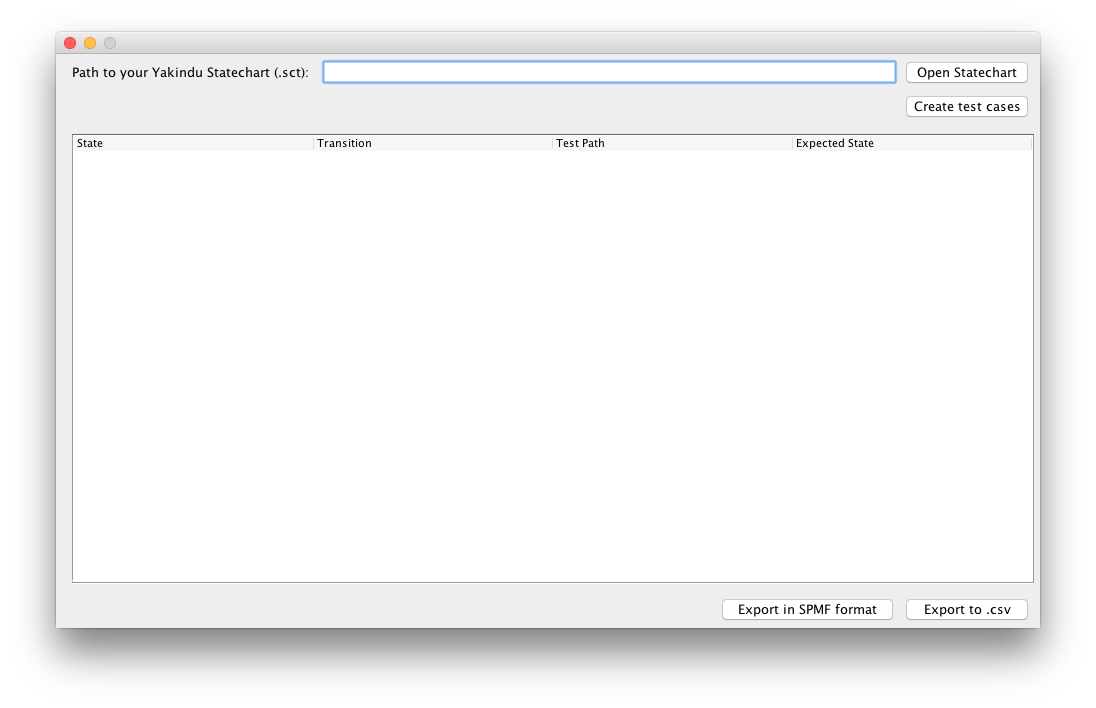 Path to your Yakindu Statechart (.sct): Open Statechart
Create test cases
State Transition Test Path Expected State
Export in SPMF format Export to .csv